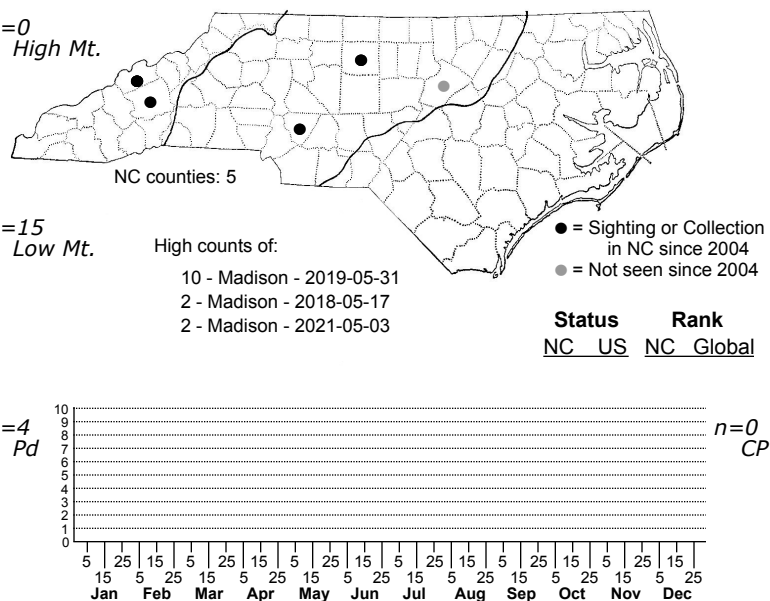 =0
High Mt.
NC counties: 5
=15
Low Mt.
High counts of:
10 - Madison - 2019-05-31
2 - Madison - 2018-05-17
2 - Madison - 2021-05-03
= Sighting or Collection
in NC since 2004
= Not seen since 2004
Status Rank
NC US NC Global
=4
Pd
n=0
CP
10
9
8
7
6
5
4
3
2
1
0
5 25 15 5 25 15 5 25 15 5 25 15 5 25 15 5 25 15
15 5 25 15 5 25 15 5 25 15 5 25 15 5 25 15 5 25
Jan Feb Mar Apr May Jun Jul Aug Sep Oct Nov Dec